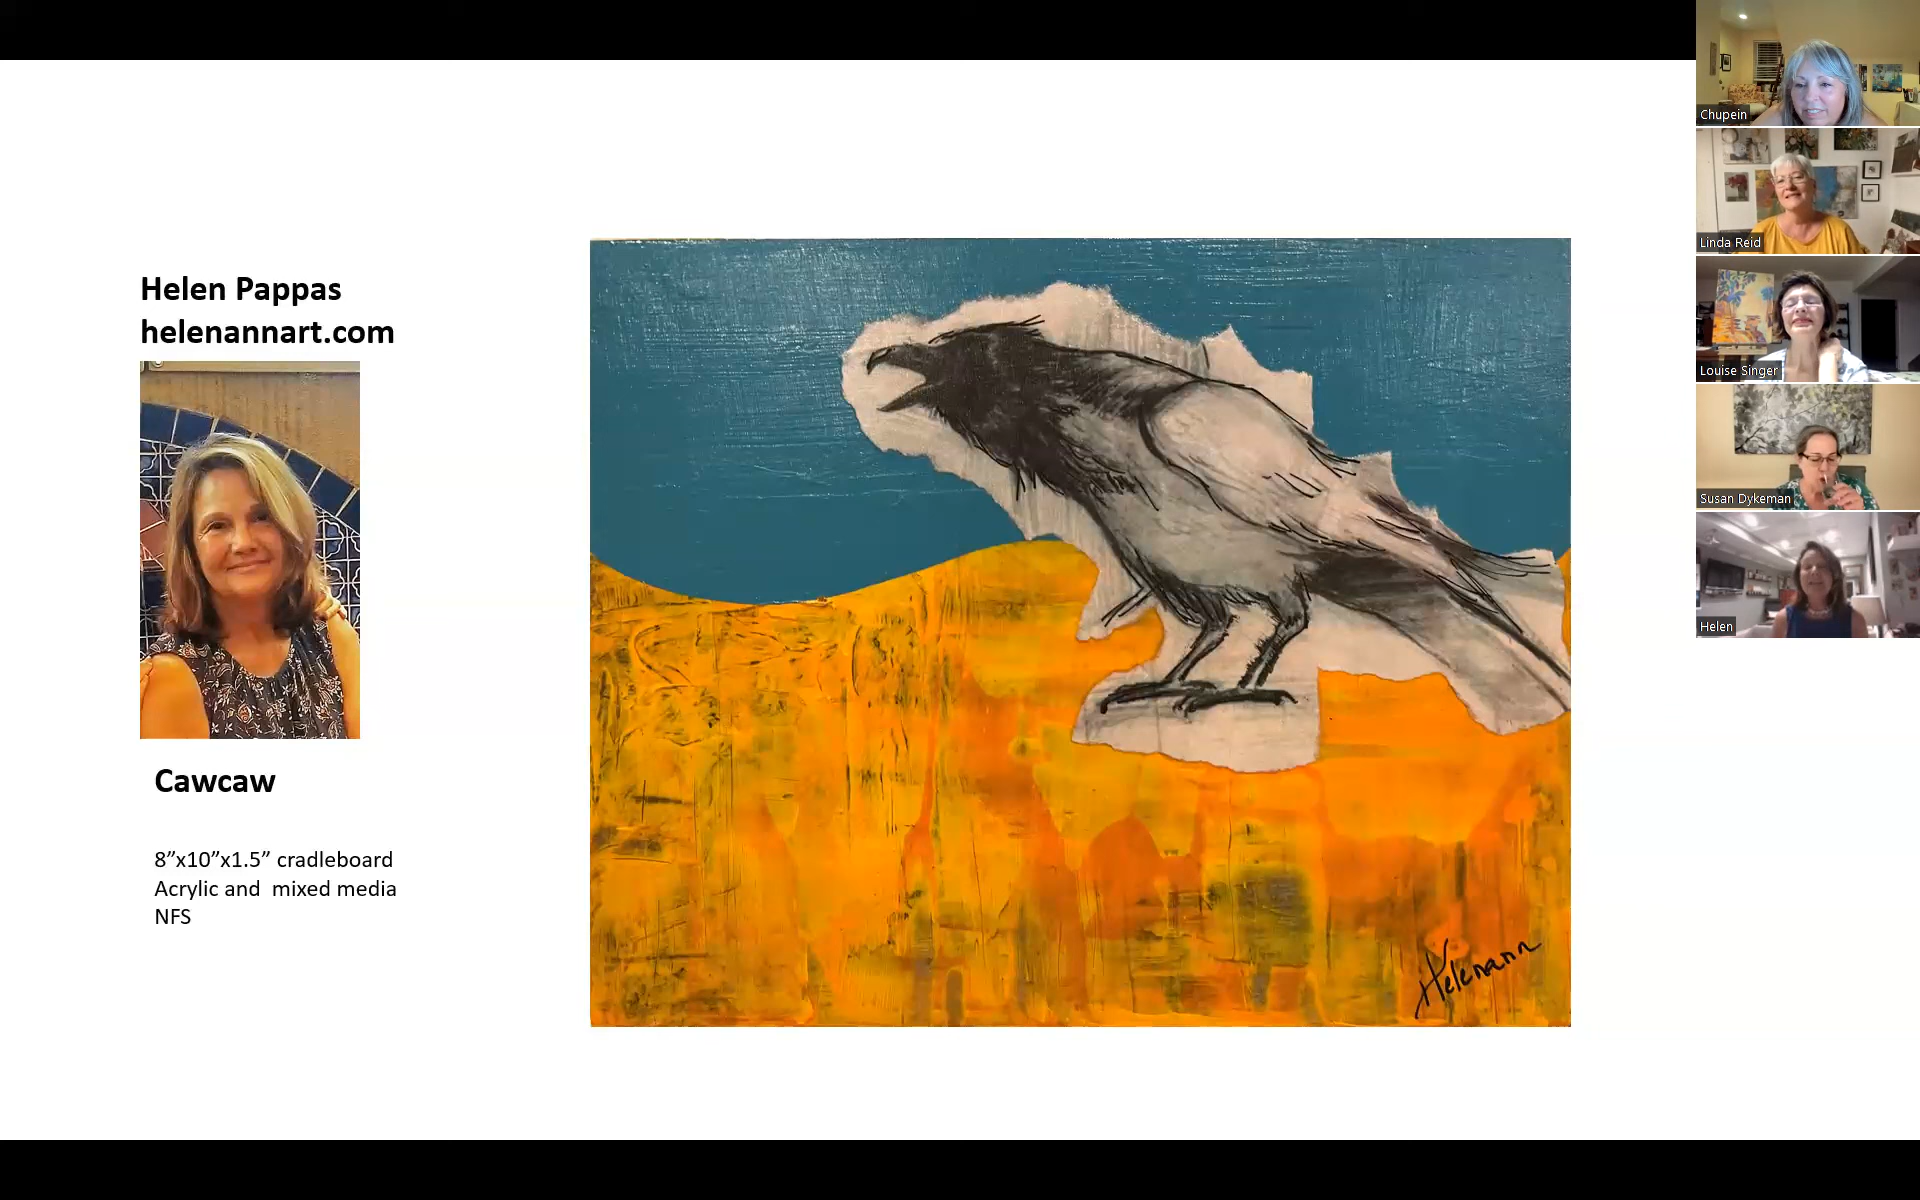 Helen Pappas
helenannart.com
Cawcaw
8”x10”x1.5” cradleboard
Acrylic and  mixed media
NFS
Helenann
Chupein
Linda Reid
Louise Singer
Susan Dykeman
Helen